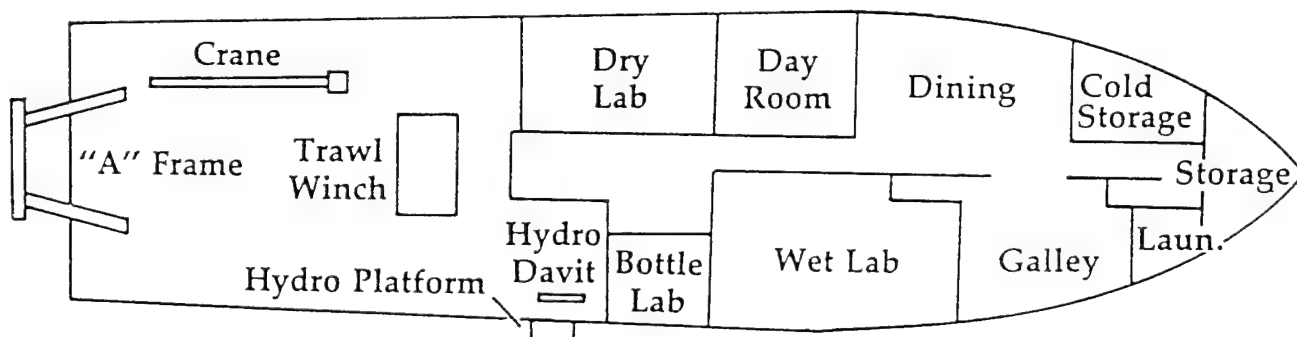 Crane
"A" Frame
Trawl
Winch
Dry
Lab
Day
Room
Dining
Cold
Storage
Storage
Hydro
Davit
Hydro Platform
Bottle
Lab
Wet Lab
Galley
Laun.